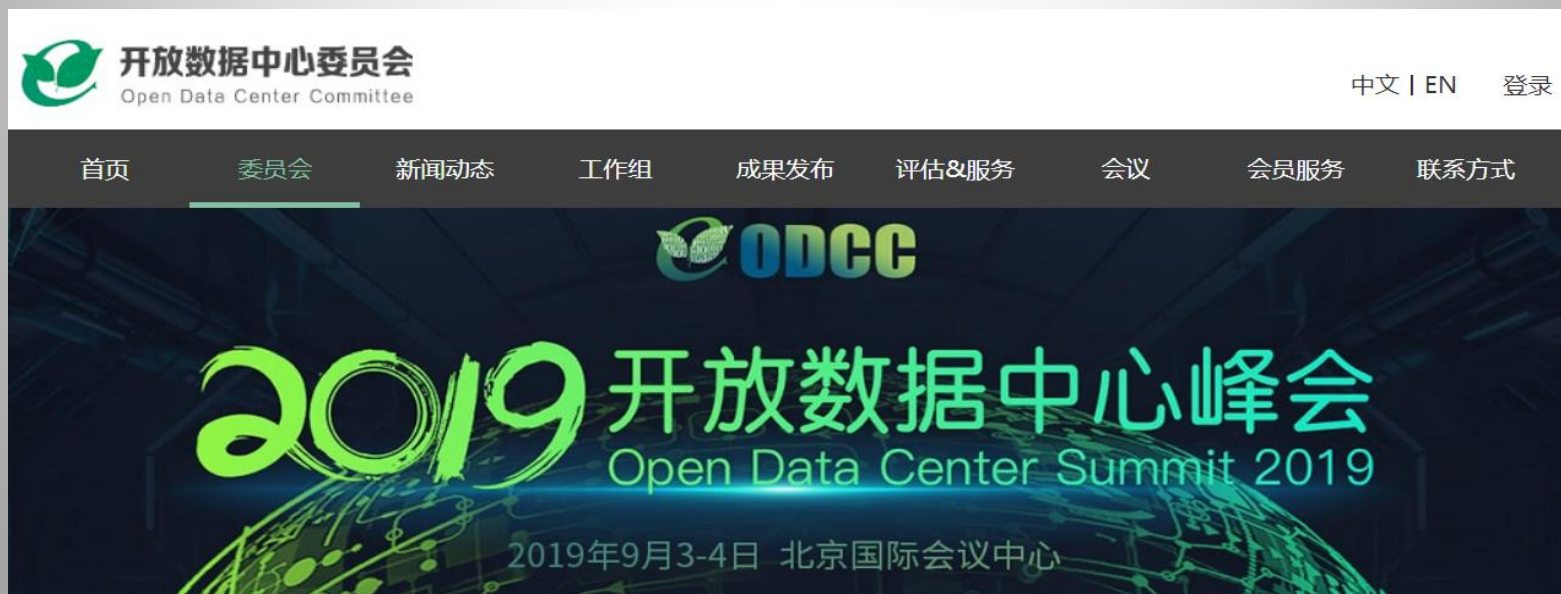 开放数据中心委员会
Open Data Center Committee
中文 | EN 登录
首页 委员会 新闻动态 工作组 成果发布 评估&服务 会议 会员服务 联系方式
ODCC
2019 开放数据中心峰会
Open Data Center Summit 2019
2019年9月3-4日 北京国际会议中心